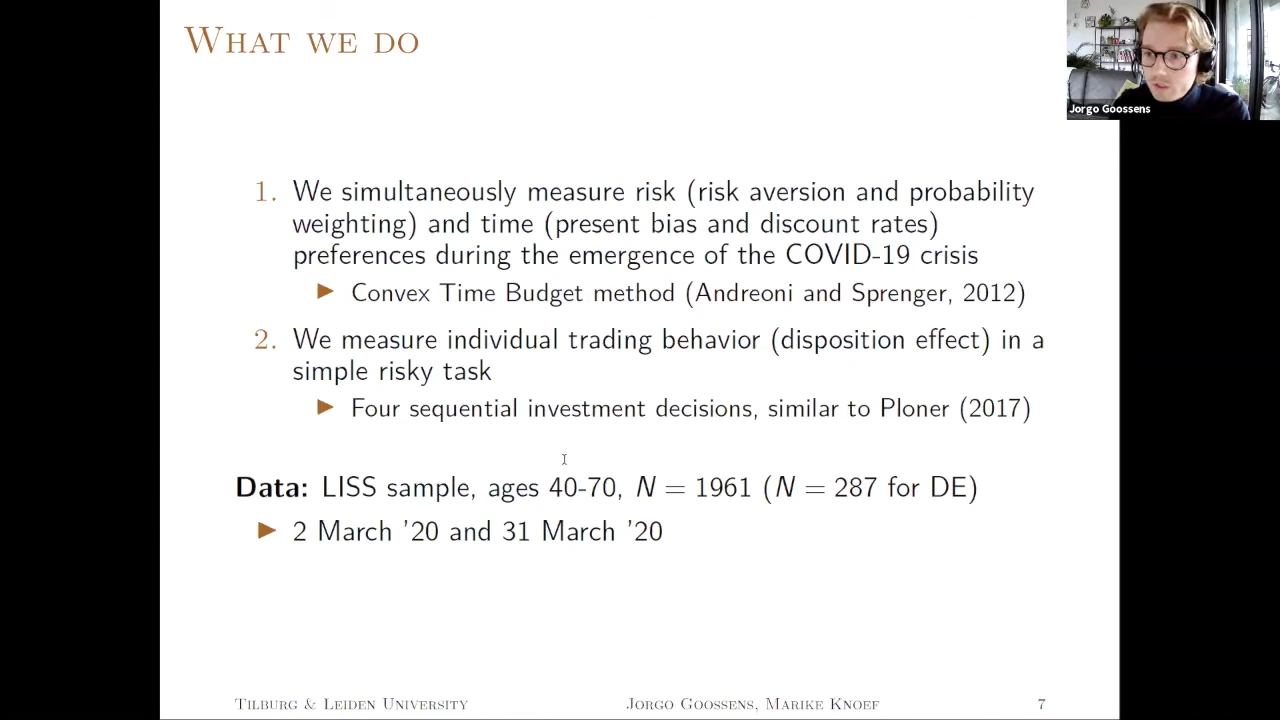 WHAT WE DO
Jorgo Goossens
1. We simultaneously measure risk (risk aversion and probability
weighting) and time (present bias and discount rates)
preferences during the emergence of the COVID-19 crisis
▶ Convex Time Budget method (Andreoni and Sprenger, 2012)
2. We measure individual trading behavior (disposition effect) in a
simple risky task
▶ Four sequential investment decisions, similar to Ploner (2017)
Data: LISS sample, ages 40-70, N = 1961 (N = 287 for DE)
▶ 2 March '20 and 31 March '20
TILBURG & LEIDEN UNIVERSITY JORGO GOOSSENS, MARIKE KNOEF 7